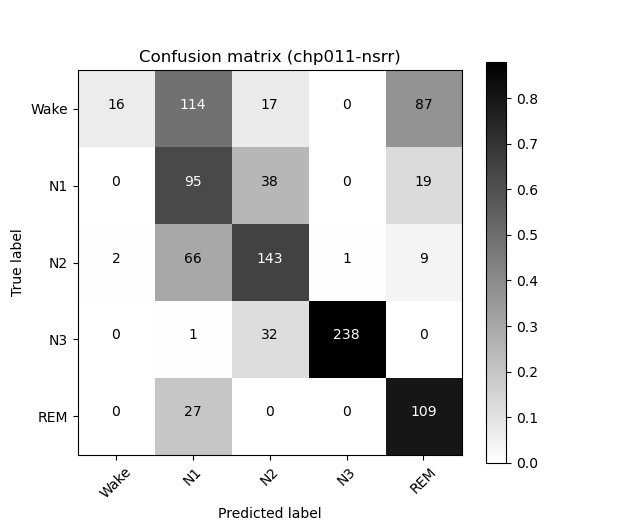 Confusion matrix (chp011-nsrr)
True label
Wake 16 114 17 0 87
N1 0 95 38 0 19
N2 2 66 143 1 9
N3 0 1 32 238 0
REM 0 27 0 0 109
Wake N1 N2 N3 REM
Predicted label
0.8
0.7
0.6
0.5
0.4
0.3
0.2
0.1
0.0